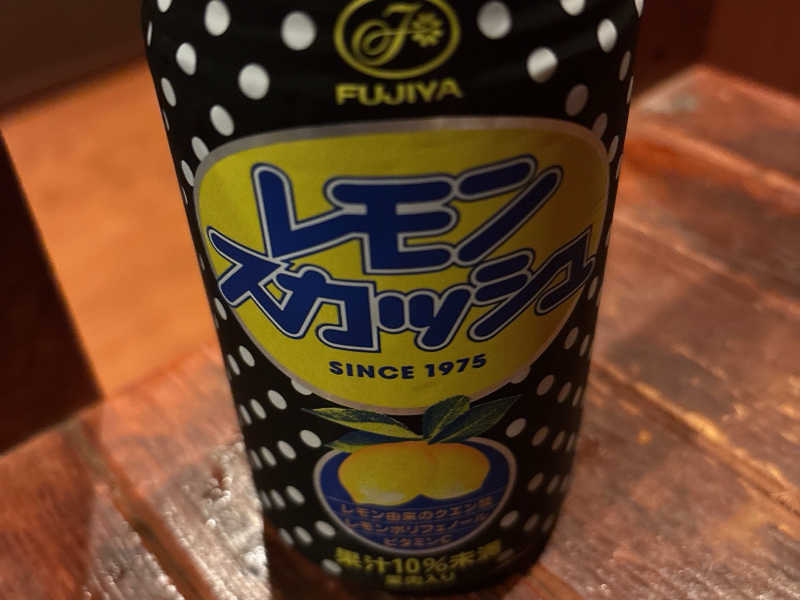 FUJIYA
レモン
スカッシュ
SINCE 1975
レモン由来のクエン酸
レモンポリフェノール
ビタミンC
果汁10%未満
果肉入り